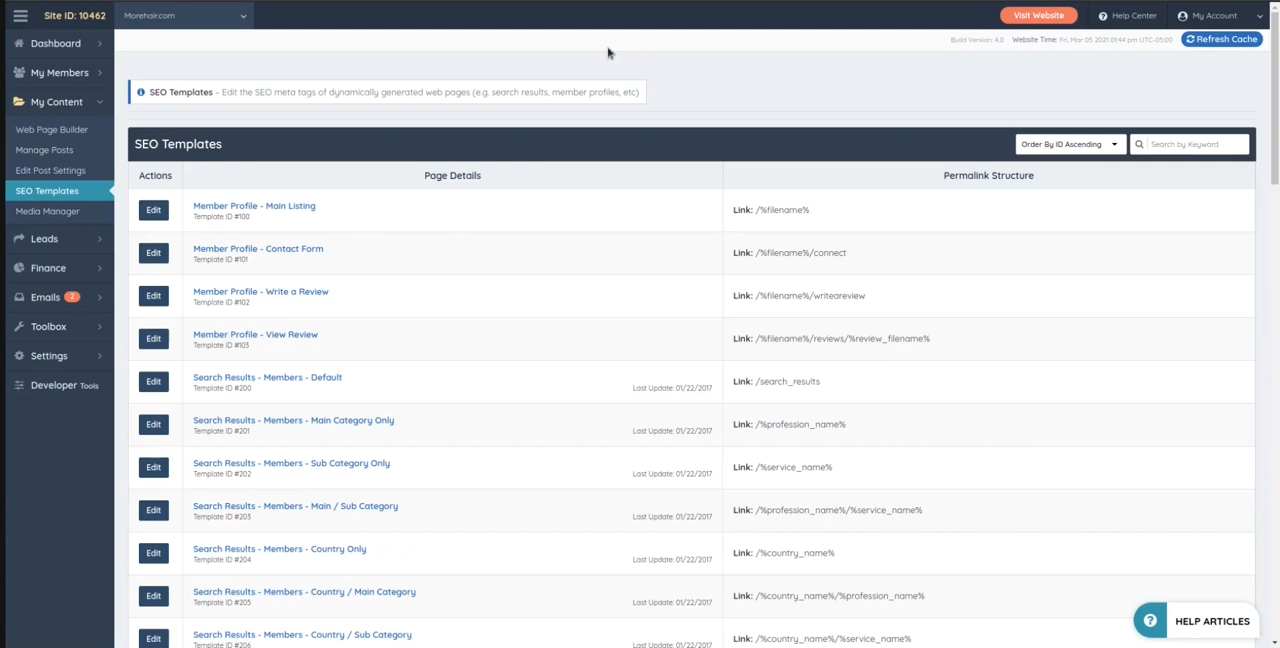 Site ID: 10462
Morehair.com
Visit Website
Help Center
My Account
Build Version: 4.0 Website Time: Fri, Mar 05 2021 01:44 pm UTC-05:00
Refresh Cache
Dashboard
My Members
My Content
Web Page Builder
Manage Posts
Edit Post Settings
SEO Templates
Media Manager
Leads
Finance
Emails 2
Toolbox
Settings
Developer Tools
SEO Templates - Edit the SEO meta tags of dynamically generated web pages (e.g. search results, member profiles, etc)
SEO Templates
Order By ID Ascending
Search by Keyword
Actions Page Details Permalink Structure
Edit Member Profile - Main Listing Link: /%filename%
Template ID #100
Edit Member Profile - Contact Form Link: /%filename%/connect
Template ID #101
Edit Member Profile - Write a Review Link: /%filename%/writeareview
Template ID #102
Edit Member Profile - View Review Link: /%filename%/reviews/%review_filename%
Template ID #103
Edit Search Results - Members - Default Link: /search_results
Template ID #200 Last Update: 01/22/2017
Edit Search Results - Members - Main Category Only Link: /%profession_name%
Template ID #201 Last Update: 01/22/2017
Edit Search Results - Members - Sub Category Only Link: /%service_name%
Template ID #202 Last Update: 01/22/2017
Edit Search Results - Members - Main / Sub Category Link: /%profession_name%/%service_name%
Template ID #203 Last Update: 01/22/2017
Edit Search Results - Members - Country Only Link: /%country_name%
Template ID #204 Last Update: 01/22/2017
Edit Search Results - Members - Country / Main Category Link: /%country_name%/%profession_name%
Template ID #205 Last Update: 01/22/2017
Edit Search Results - Members - Country / Sub Category Link: /%country_name%/%service_name%
Template ID #206 Last Update: 01/22/2017
HELP ARTICLES